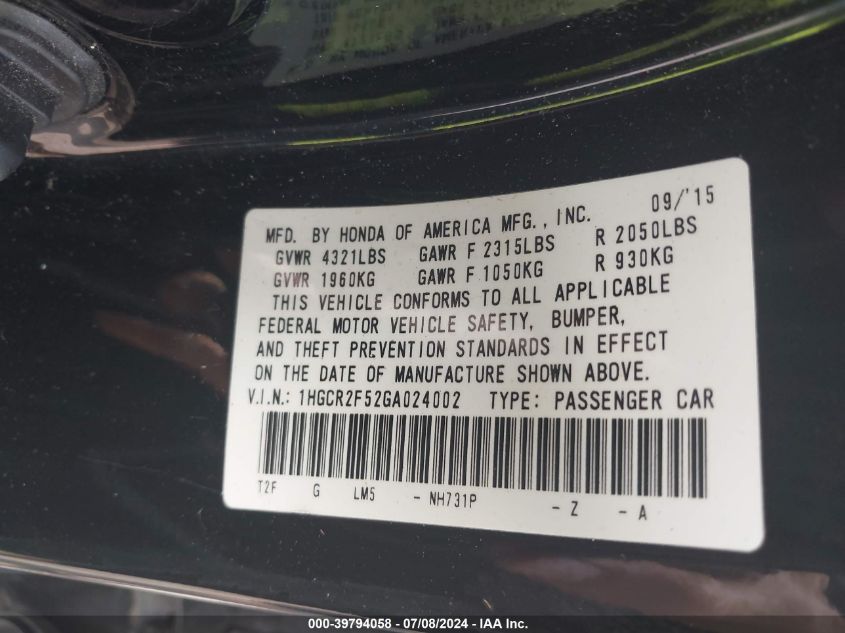 09/'15
MFD. BY HONDA OF AMERICA MFG., INC.
GVWR 4321LBS GAWR F 2315LBS R 2050LBS
GVWR 1960KG GAWR F 1050KG R 930KG
THIS VEHICLE CONFORMS TO ALL APPLICABLE
FEDERAL MOTOR VEHICLE SAFETY, BUMPER,
AND THEFT PREVENTION STANDARDS IN EFFECT
ON THE DATE OF MANUFACTURE SHOWN ABOVE.
V.I.N.: 1HGCR2F52GA024002 TYPE: PASSENGER CAR
T2F G LM5 - NH731P - Z - A
000-39794058 - 07/08/2024 - IAA Inc.